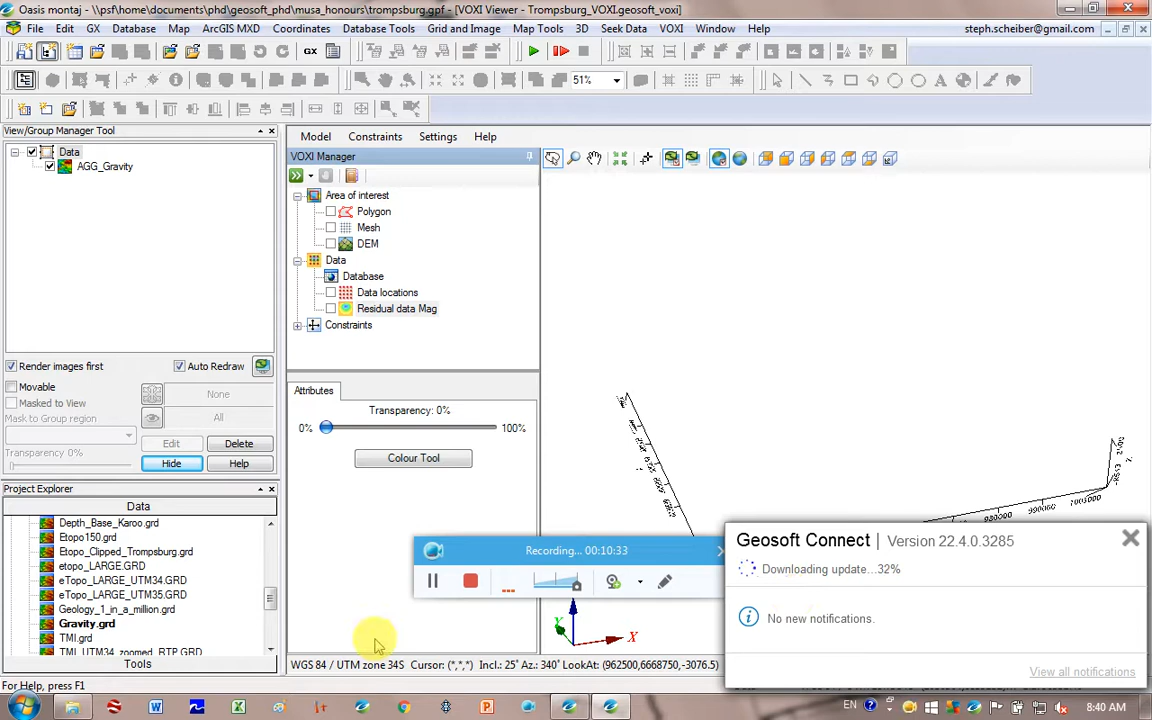 Oasis montaj - \\psf\home\documents\phd\geosoft_phd\musa_honours\trompsburg.gpf - [VOXI Viewer - Trompsburg_VOXI.geosoft_voxi]
File Edit GX Database Map ArcGIS MXD Coordinates Database Tools Grid and Image Map Tools 3D Seek Data VOXI Window Help steph.scheiber@gmail.com
GX
51%
View/Group Manager Tool
Data
AGG_Gravity
Render images first Auto Redraw
Movable None
Masked to View
Mask to Group region All
Edit Delete
Transparency 0%
Hide Help
Project Explorer
Data
Depth_Base_Karoo.grd
Etopo150.grd
Etopo_Clipped_Trompsburg.grd
etopo_LARGE.GRD
eTopo_LARGE_UTM34.GRD
eTopo_LARGE_UTM35.GRD
Geology_1_in_a_million.grd
Gravity.grd
TMI.grd
TMI_UTM34_zoomed_RTP.GRD
Tools
For Help, press F1
Model Constraints Settings Help
VOXI Manager
Area of interest
Polygon
Mesh
DEM
Data
Database
Data locations
Residual data Mag
Constraints
Attributes
Transparency: 0%
0% 100%
Colour Tool
Recording... 00:10:33
990000
1005000
Y X
WGS 84 / UTM zone 34S Cursor: (*,*,*) Incl.: 25° Az.: 340° LookAt: (962500,6668750,-3076.5)
Geosoft Connect | Version 22.4.0.3285
Downloading update...32%
No new notifications.
View all notifications
EN 8:40 AM